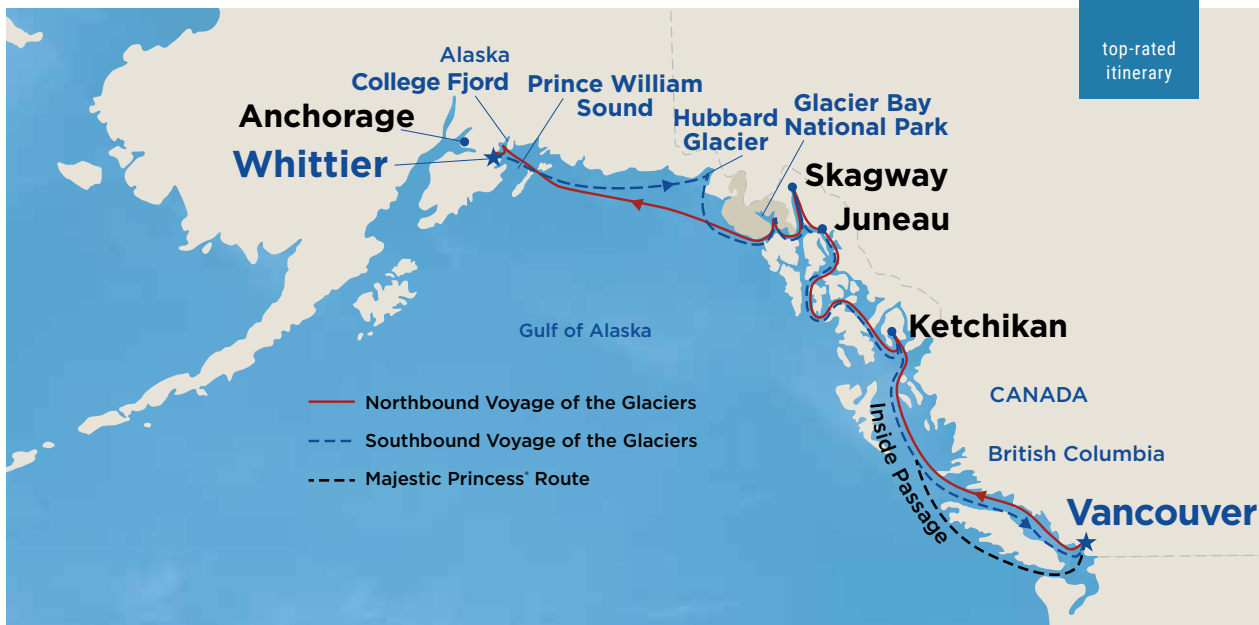 top-rated
itinerary
Alaska
College Fjord
Prince William
Sound
Anchorage
Whittier
Hubbard
Glacier
Glacier Bay
National Park
Skagway
Juneau
Ketchikan
Gulf of Alaska
Northbound Voyage of the Glaciers
Southbound Voyage of the Glaciers
Majestic Princess* Route
Inside Passage
CANADA
British Columbia
Vancouver